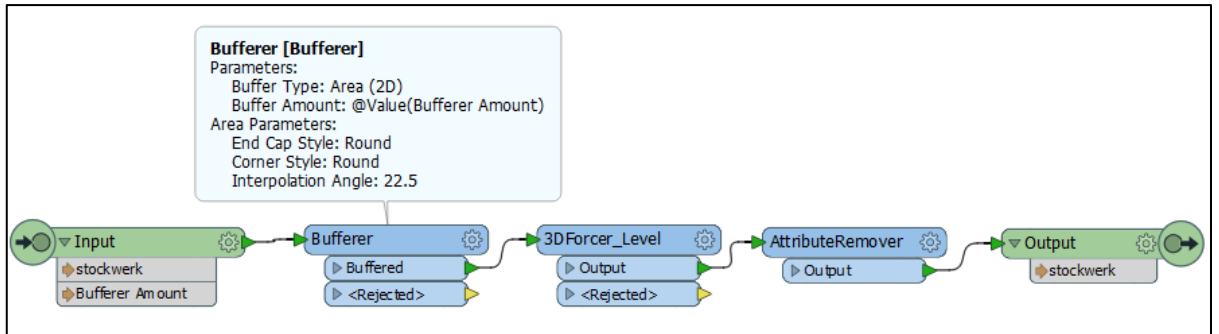 Bufferer [Bufferer]
Parameters:
Buffer Type: Area (2D)
Buffer Amount: @Value(Bufferer Amount)
Area Parameters:
End Cap Style: Round
Corner Style: Round
Interpolation Angle: 22.5
Input
stockwerk
Bufferer Amount
Bufferer
Buffered
<Rejected>
3DForcer_Level
Output
<Rejected>
AttributeRemover
Output
Output
stockwerk